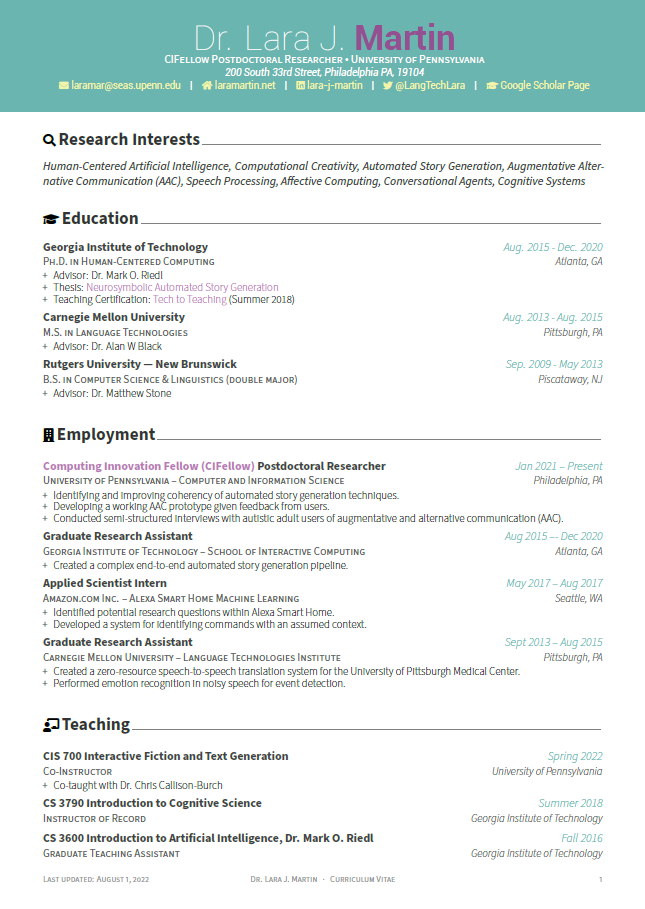 Dr. Lara J. Martin
CIFellow Postdoctoral Researcher • University of Pennsylvania
200 South 33rd Street, Philadelphia PA, 19104
laramar@seas.upenn.edu | laramartin.net | lara-j-martin | @LangTechLara | Google Scholar Page
Research Interests
Human-Centered Artificial Intelligence, Computational Creativity, Automated Story Generation, Augmentative Alter-
native Communication (AAC), Speech Processing, Affective Computing, Conversational Agents, Cognitive Systems
Education
Georgia Institute of Technology Aug. 2015 - Dec. 2020
Ph.D. in Human-Centered Computing Atlanta, GA
+ Advisor: Dr. Mark O. Riedl
+ Thesis: Neurosymbolic Automated Story Generation
+ Teaching Certification: Tech to Teaching (Summer 2018)
Carnegie Mellon University Aug. 2013 - Aug. 2015
M.S. in Language Technologies Pittsburgh, PA
+ Advisor: Dr. Alan W Black
Rutgers University — New Brunswick Sep. 2009 - May 2013
B.S. in Computer Science & Linguistics (double major) Piscataway, NJ
+ Advisor: Dr. Matthew Stone
Employment
Computing Innovation Fellow (CIFellow) Postdoctoral Researcher Jan 2021 – Present
University of Pennsylvania – Computer and Information Science Philadelphia, PA
+ Identifying and improving coherency of automated story generation techniques.
+ Developing a working AAC prototype given feedback from users.
+ Conducted semi-structured interviews with autistic adult users of augmentative and alternative communication (AAC).
Graduate Research Assistant Aug 2015 –- Dec 2020
Georgia Institute of Technology – School of Interactive Computing Atlanta, GA
+ Created a complex end-to-end automated story generation pipeline.
Applied Scientist Intern May 2017 – Aug 2017
Amazon.com Inc. – Alexa Smart Home Machine Learning Seattle, WA
+ Identified potential research questions within Alexa Smart Home.
+ Developed a system for identifying commands with an assumed context.
Graduate Research Assistant Sept 2013 – Aug 2015
Carnegie Mellon University – Language Technologies Institute Pittsburgh, PA
+ Created a zero-resource speech-to-speech translation system for the University of Pittsburgh Medical Center.
+ Performed emotion recognition in noisy speech for event detection.
Teaching
CIS 700 Interactive Fiction and Text Generation Spring 2022
Co-Instructor University of Pennsylvania
+ Co-taught with Dr. Chris Callison-Burch
CS 3790 Introduction to Cognitive Science Summer 2018
Instructor of Record Georgia Institute of Technology
CS 3600 Introduction to Artificial Intelligence, Dr. Mark O. Riedl Fall 2016
Graduate Teaching Assistant Georgia Institute of Technology
Last updated: August 1, 2022 Dr. Lara J. Martin · Curriculum Vitae 1